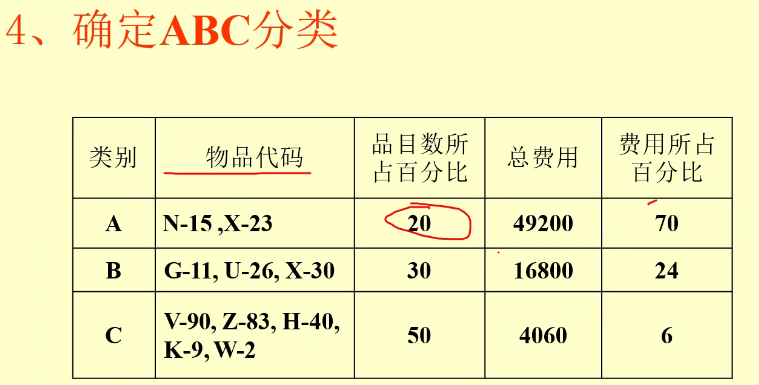 4、确定ABC分类
类别 物品代码 品目数所占百分比 总费用 费用所占百分比
A N-15 ,X-23 20 49200 70
B G-11, U-26, X-30 30 16800 24
C V-90, Z-83, H-40, K-9, W-2 50 4060 6